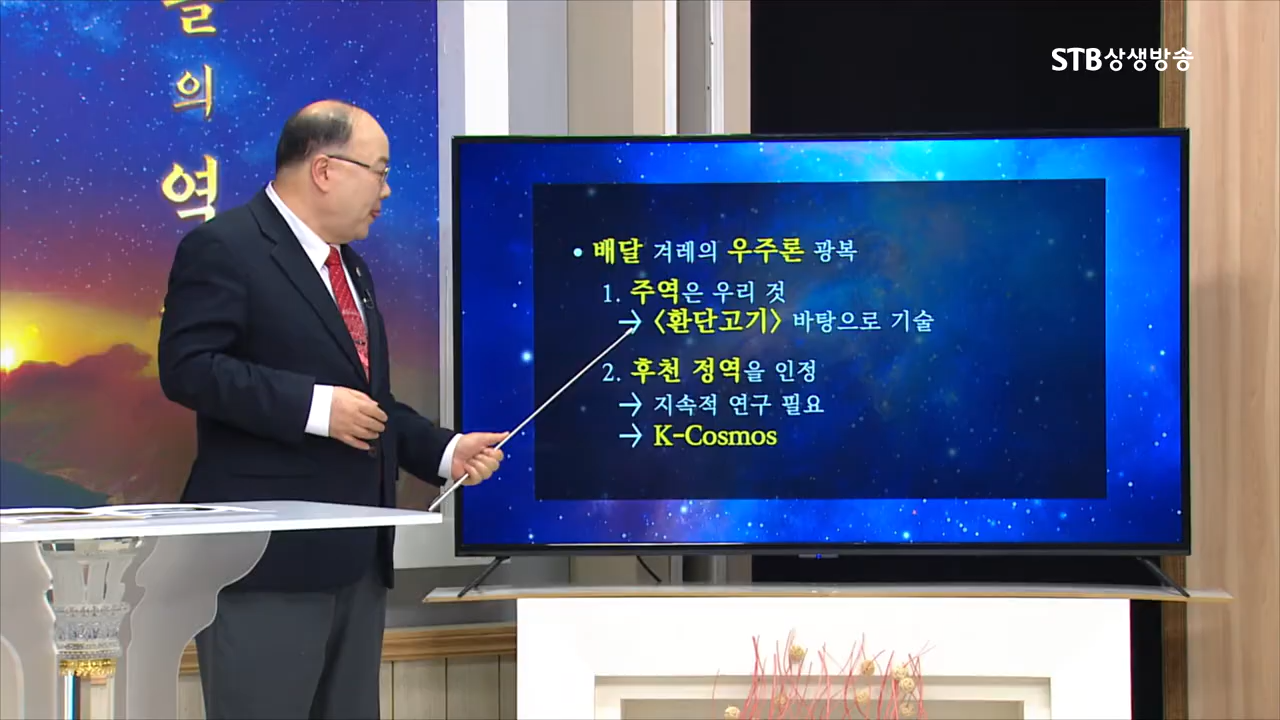 STB상생방송
의
역
• 배달 겨레의 우주론 광복
1. 주역은 우리 것
→ <환단고기> 바탕으로 기술
2. 후천 정역을 인정
→ 지속적 연구 필요
→ K-Cosmos